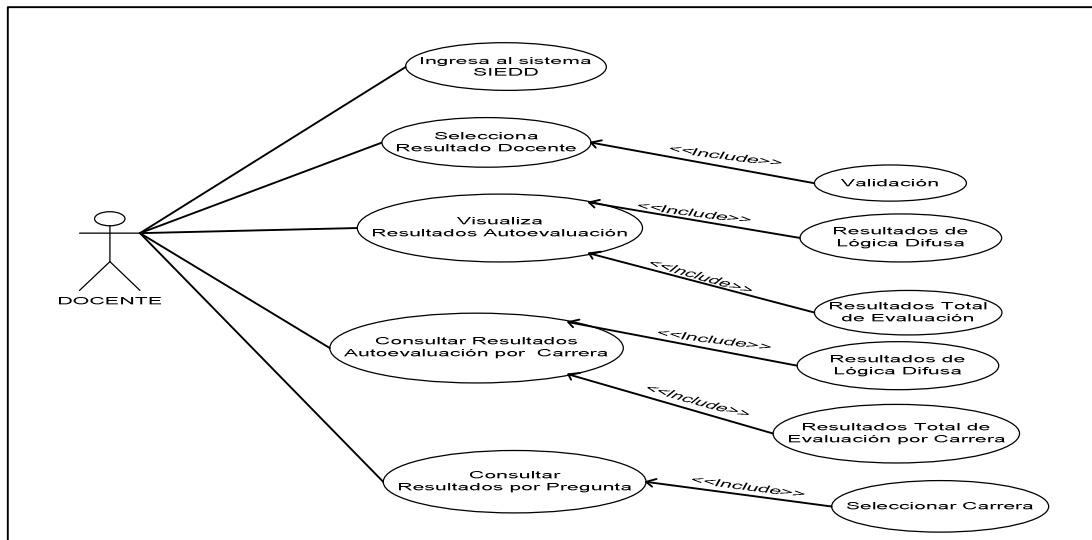 Ingresa al sistema
SIEDD
Selecciona
Resultado Docente
<<Include>>
Validación
Visualiza
Resultados Autoevaluación
<<Include>>
Resultados de
Lógica Difusa
<<Include>>
Resultados Total
de Evaluación
DOCENTE
Consultar Resultados
Autoevaluación por Carrera
<<Include>>
Resultados de
Lógica Difusa
<<Include>>
Resultados Total de
Evaluación por Carrera
Consultar
Resultados por Pregunta
<<Include>>
Seleccionar Carrera